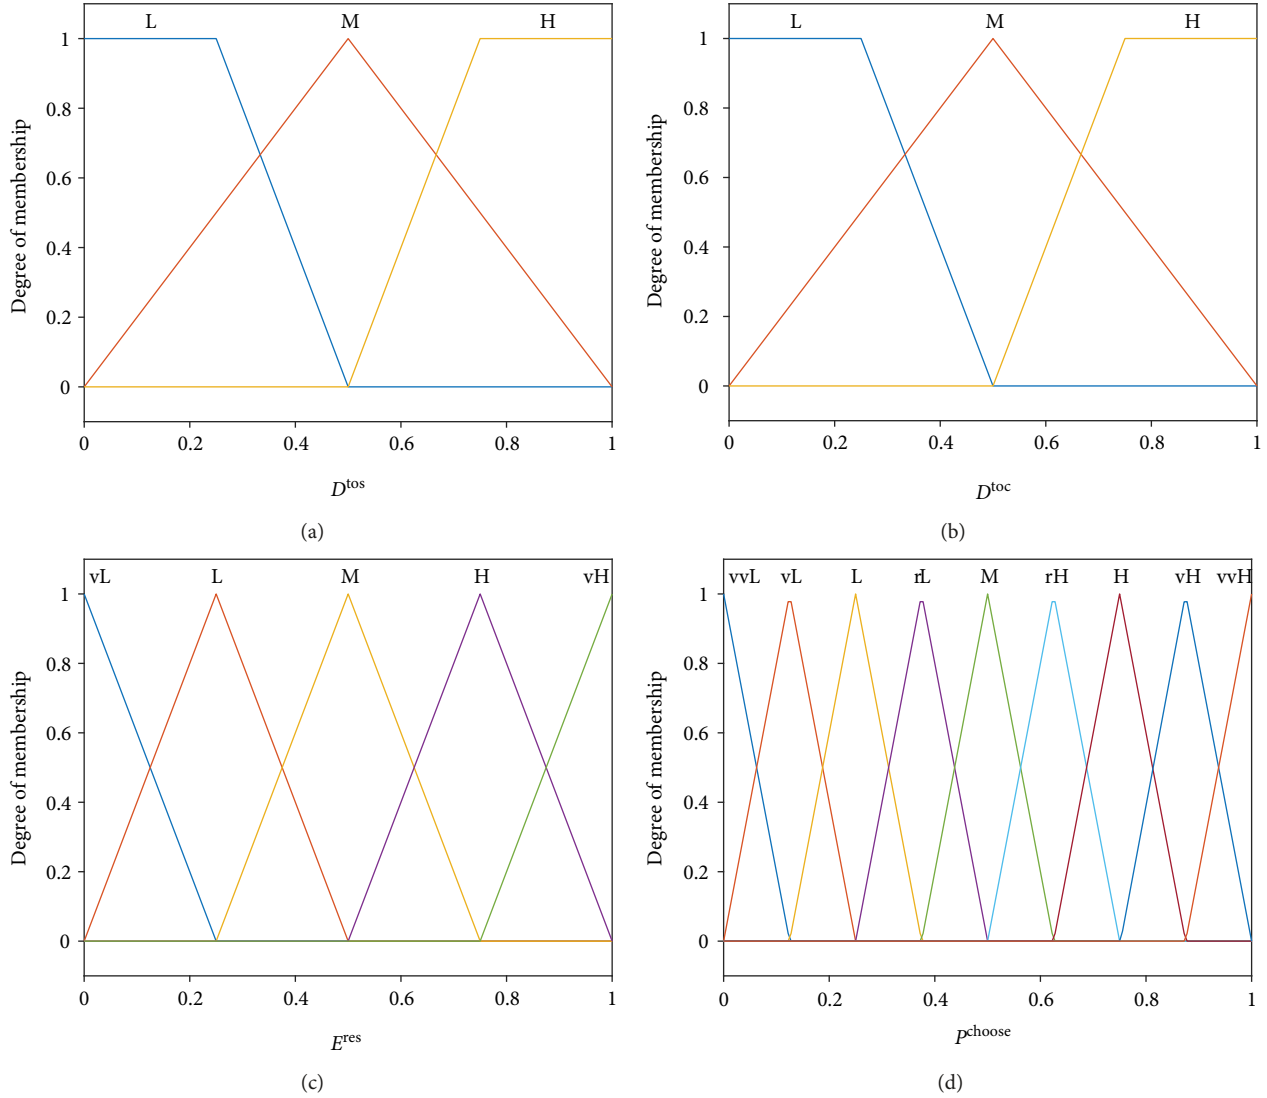 L M H
1
0.8
0.6
0.4
0.2
0
0 0.2 0.4 0.6 0.8 1
Degree of membership
D^tos
(a)
L M H
1
0.8
0.6
0.4
0.2
0
0 0.2 0.4 0.6 0.8 1
Degree of membership
D^toc
(b)
vL L M H vH
1
0.8
0.6
0.4
0.2
0
0 0.2 0.4 0.6 0.8 1
Degree of membership
E^res
(c)
vvL vL L rL M rH H vH vvH
1
0.8
0.6
0.4
0.2
0
0 0.2 0.4 0.6 0.8 1
Degree of membership
P^choose
(d)